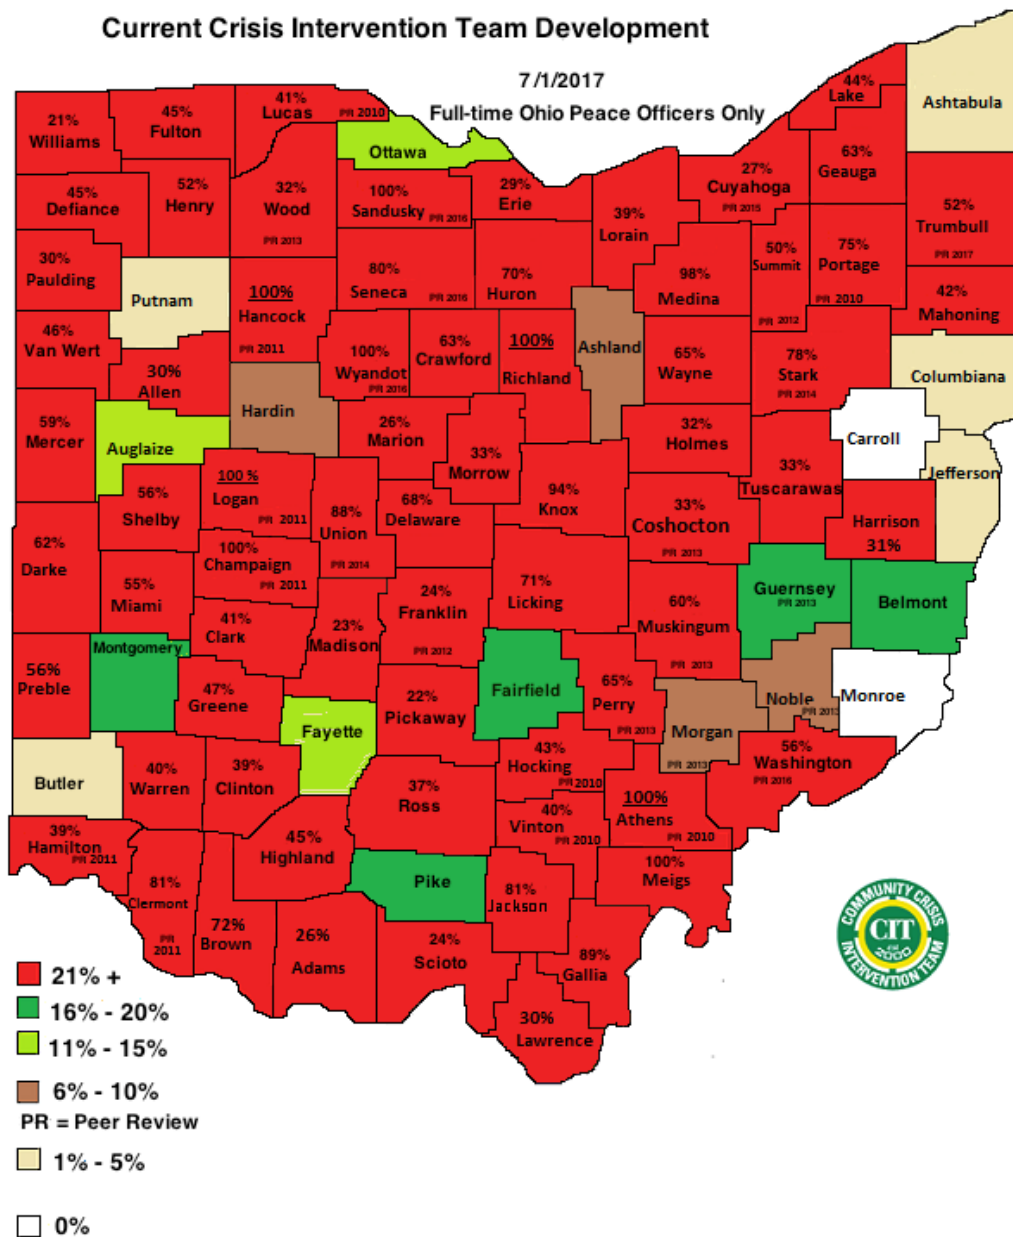 Current Crisis Intervention Team Development
7/1/2017
Full-time Ohio Peace Officers Only
44%
Lake
Ashtabula
21%
Williams
45%
Fulton
41%
Lucas
PR 2010
Ottawa
63%
Geauga
27%
Cuyahoga
PR 2015
45%
Defiance
52%
Henry
32%
Wood
PR 2013
100%
Sandusky PR 2016
29%
Erie
39%
Lorain
52%
Trumbull
PR 2017
30%
Paulding
Putnam
100%
Hancock
PR 2011
80%
Seneca
PR 2016
70%
Huron
98%
Medina
50%
Summit
PR 2012
75%
Portage
PR 2010
42%
Mahoning
46%
Van Wert
30%
Allen
100%
Wyandot
PR 2016
63%
Crawford
100%
Richland
Ashland
65%
Wayne
78%
Stark
PR 2014
Columbiana
59%
Mercer
Auglaize
Hardin
26%
Marion
33%
Morrow
32%
Holmes
Carroll
Jefferson
56%
Shelby
100 %
Logan
PR 2011
88%
Union
PR 2014
68%
Delaware
94%
Knox
33%
Coshocton
PR 2013
33%
Tuscarawas
Harrison
31%
62%
Darke
55%
Miami
100%
Champaign
PR 2011
41%
Clark
23%
Madison
24%
Franklin
PR 2012
71%
Licking
60%
Muskingum
PR 2013
Guernsey
PR 2013
Belmont
56%
Preble
Montgomery
47%
Greene
Fayette
22%
Pickaway
Fairfield
65%
Perry
PR 2013
Morgan
PR 2013
Noble
PR 2013
Monroe
Butler
40%
Warren
39%
Clinton
37%
Ross
43%
Hocking
PR 2010
56%
Washington
PR 2016
39%
Hamilton
PR 2011
45%
Highland
40%
Vinton
PR 2010
100%
Athens
PR 2010
81%
Clermont
PR
2011
72%
Brown
26%
Adams
Pike
81%
Jackson
100%
Meigs
24%
Scioto
89%
Gallia
30%
Lawrence
COMMUNITY CRISIS
CIT
est
2000
INTERVENTION TEAM
21% +
16% - 20%
11% - 15%
6% - 10%
PR = Peer Review
1% - 5%
0%